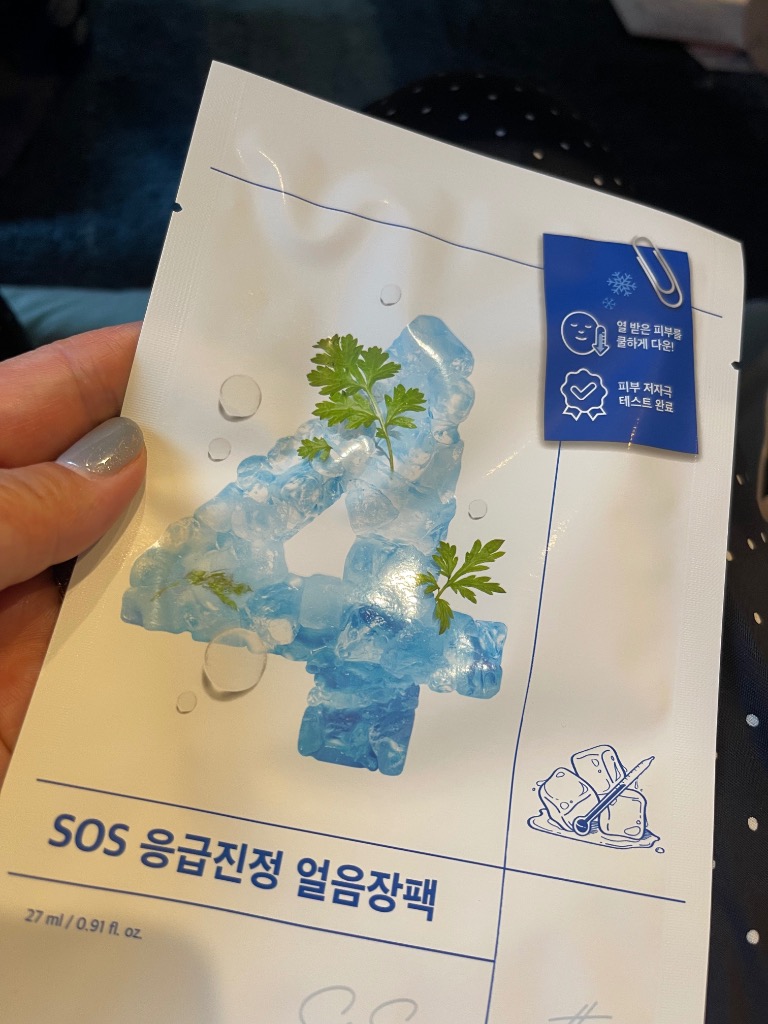 4
열 받은 피부를
쿨하게 다운!
피부 저자극
테스트 완료
SOS 응급진정 얼음장팩
27 ml / 0.91 fl. oz.